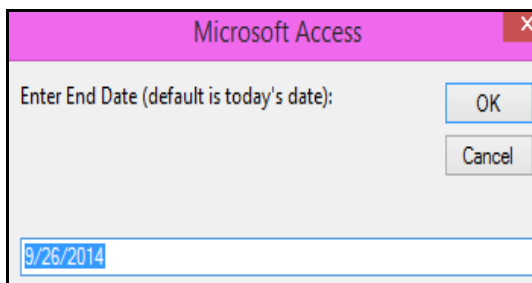 Microsoft Access
Enter End Date (default is today's date):
OK
Cancel
9/26/2014